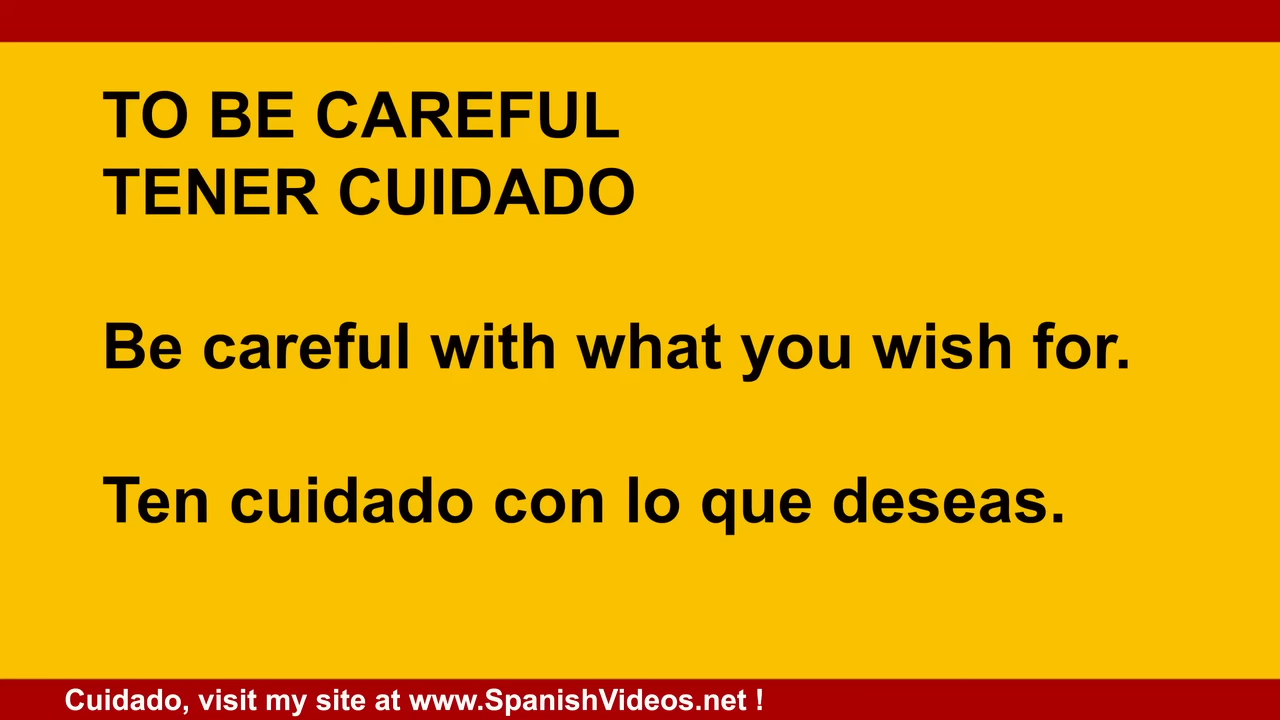 TO BE CAREFUL
TENER CUIDADO
Be careful with what you wish for.
Ten cuidado con lo que deseas.
Cuidado, visit my site at www.SpanishVideos.net !